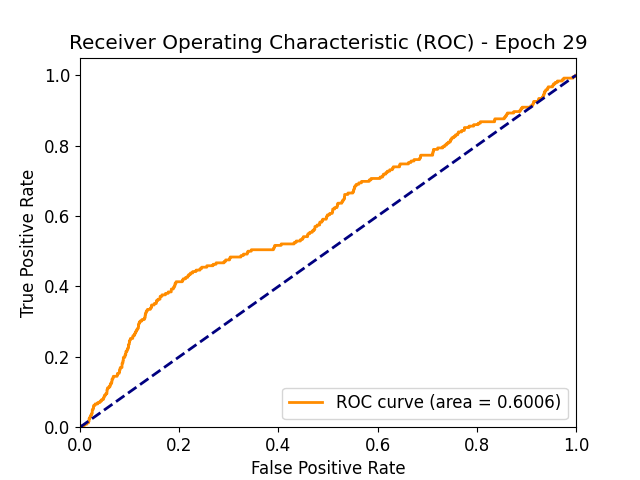 Receiver Operating Characteristic (ROC) - Epoch 29
True Positive Rate
1.0
0.8
0.6
0.4
0.2
0.0
ROC curve (area = 0.6006)
0.0 0.2 0.4 0.6 0.8 1.0
False Positive Rate